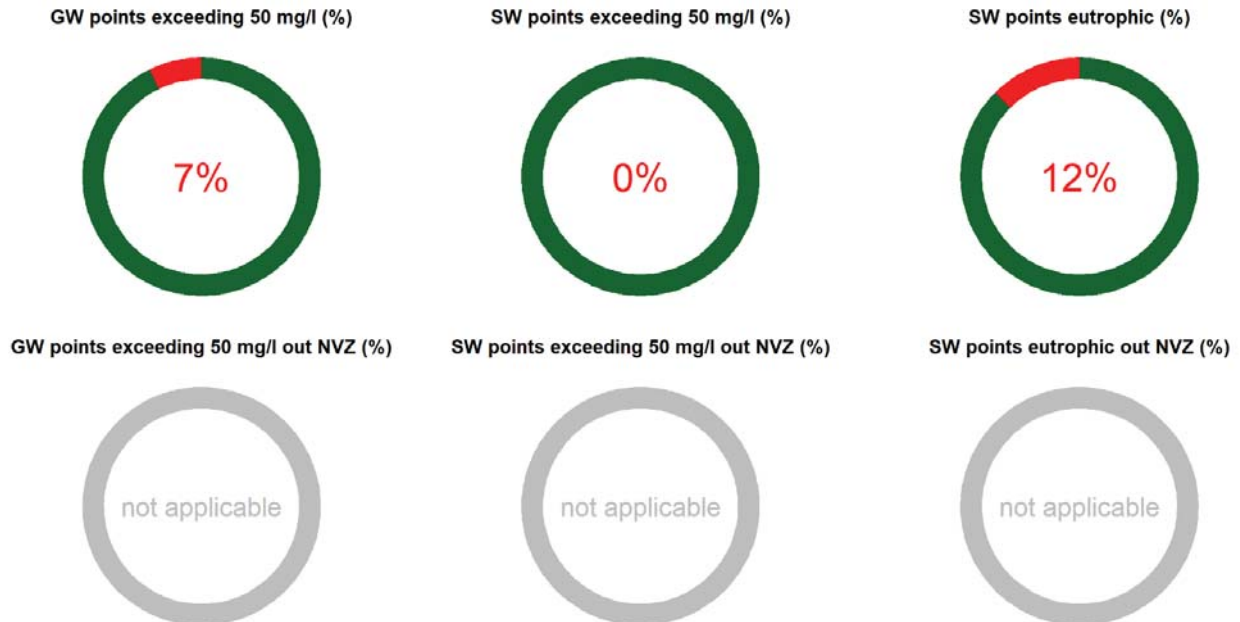 GW points exceeding 50 mg/l (%)
SW points exceeding 50 mg/l (%)
SW points eutrophic (%)
7%
0%
12%
GW points exceeding 50 mg/l out NVZ (%)
SW points exceeding 50 mg/l out NVZ (%)
SW points eutrophic out NVZ (%)
not applicable
not applicable
not applicable